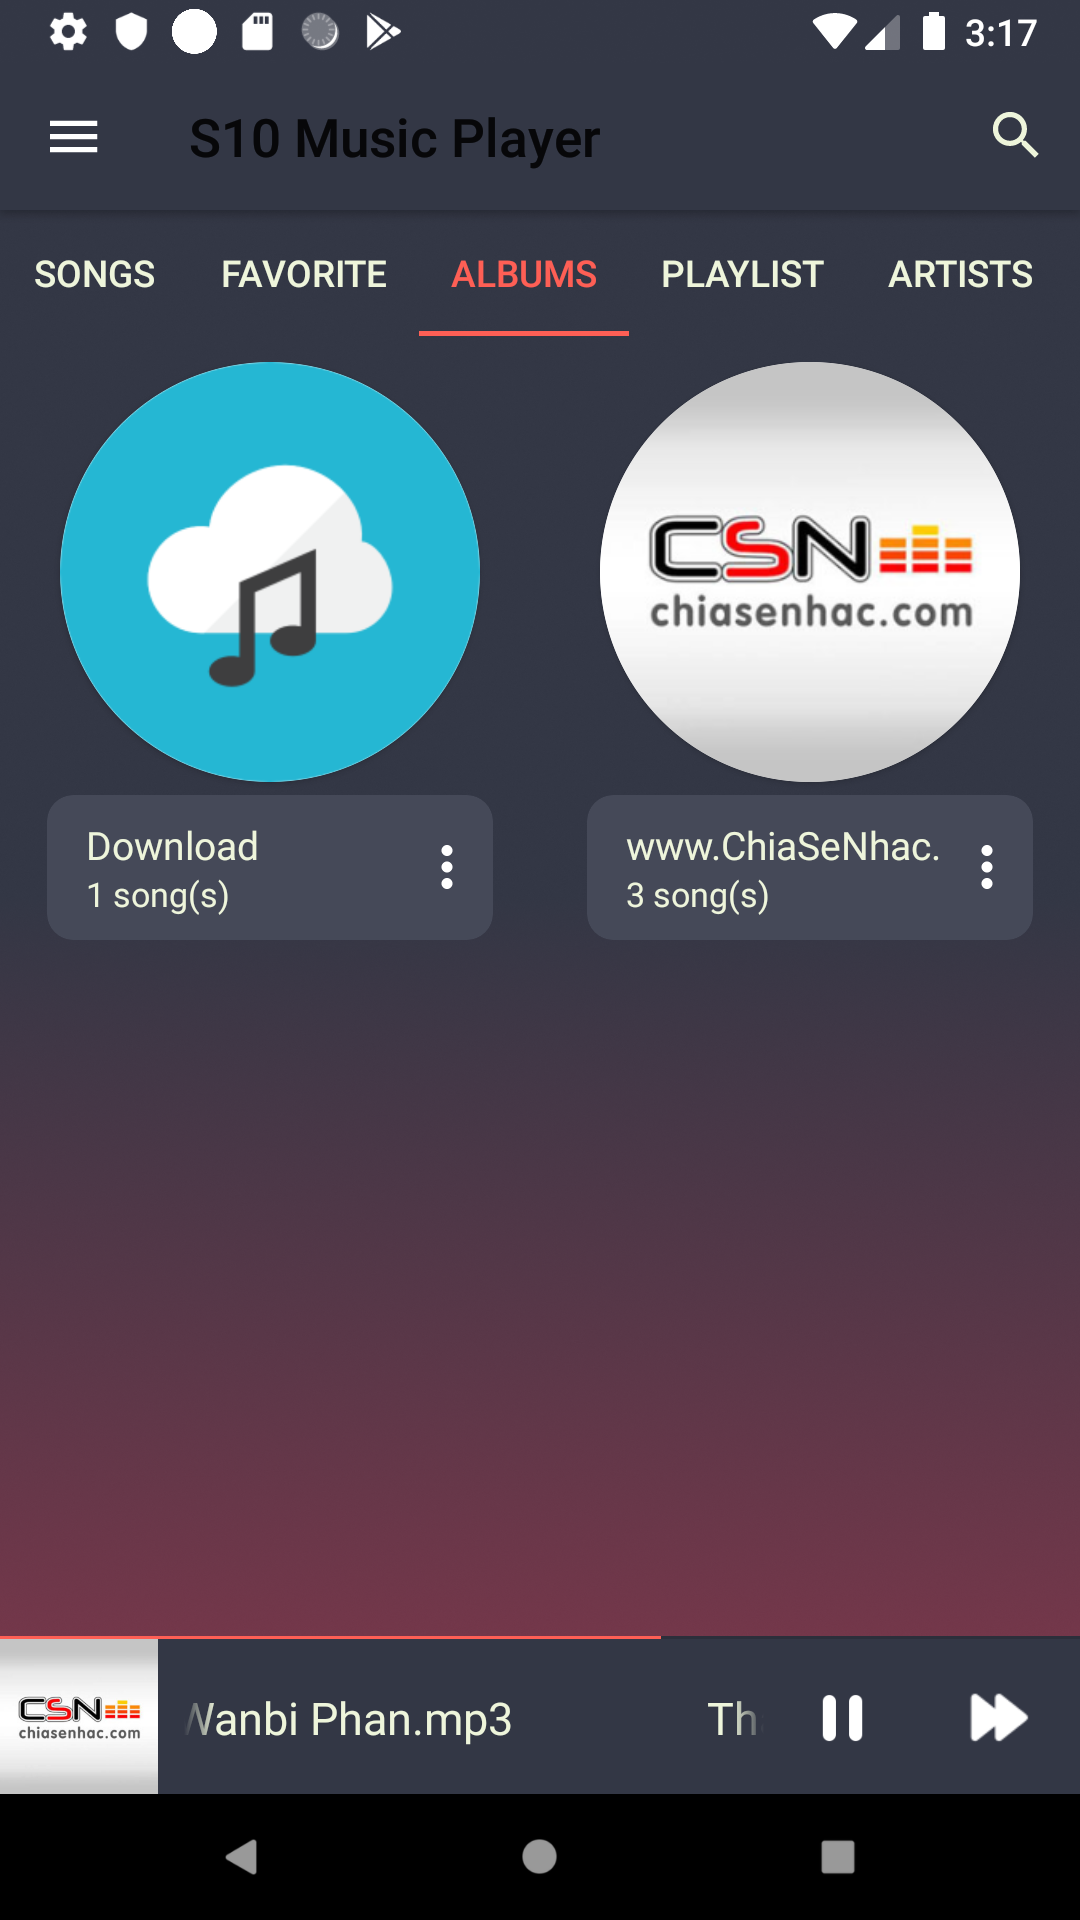 3:17
S10 Music Player
SONGS FAVORITE ALBUMS PLAYLIST ARTISTS
CSN
chiasenhac.com
Download
1 song(s)
www.ChiaSeNhac.
3 song(s)
CSN
chiasenhac.com
Wanbi Phan.mp3 Th